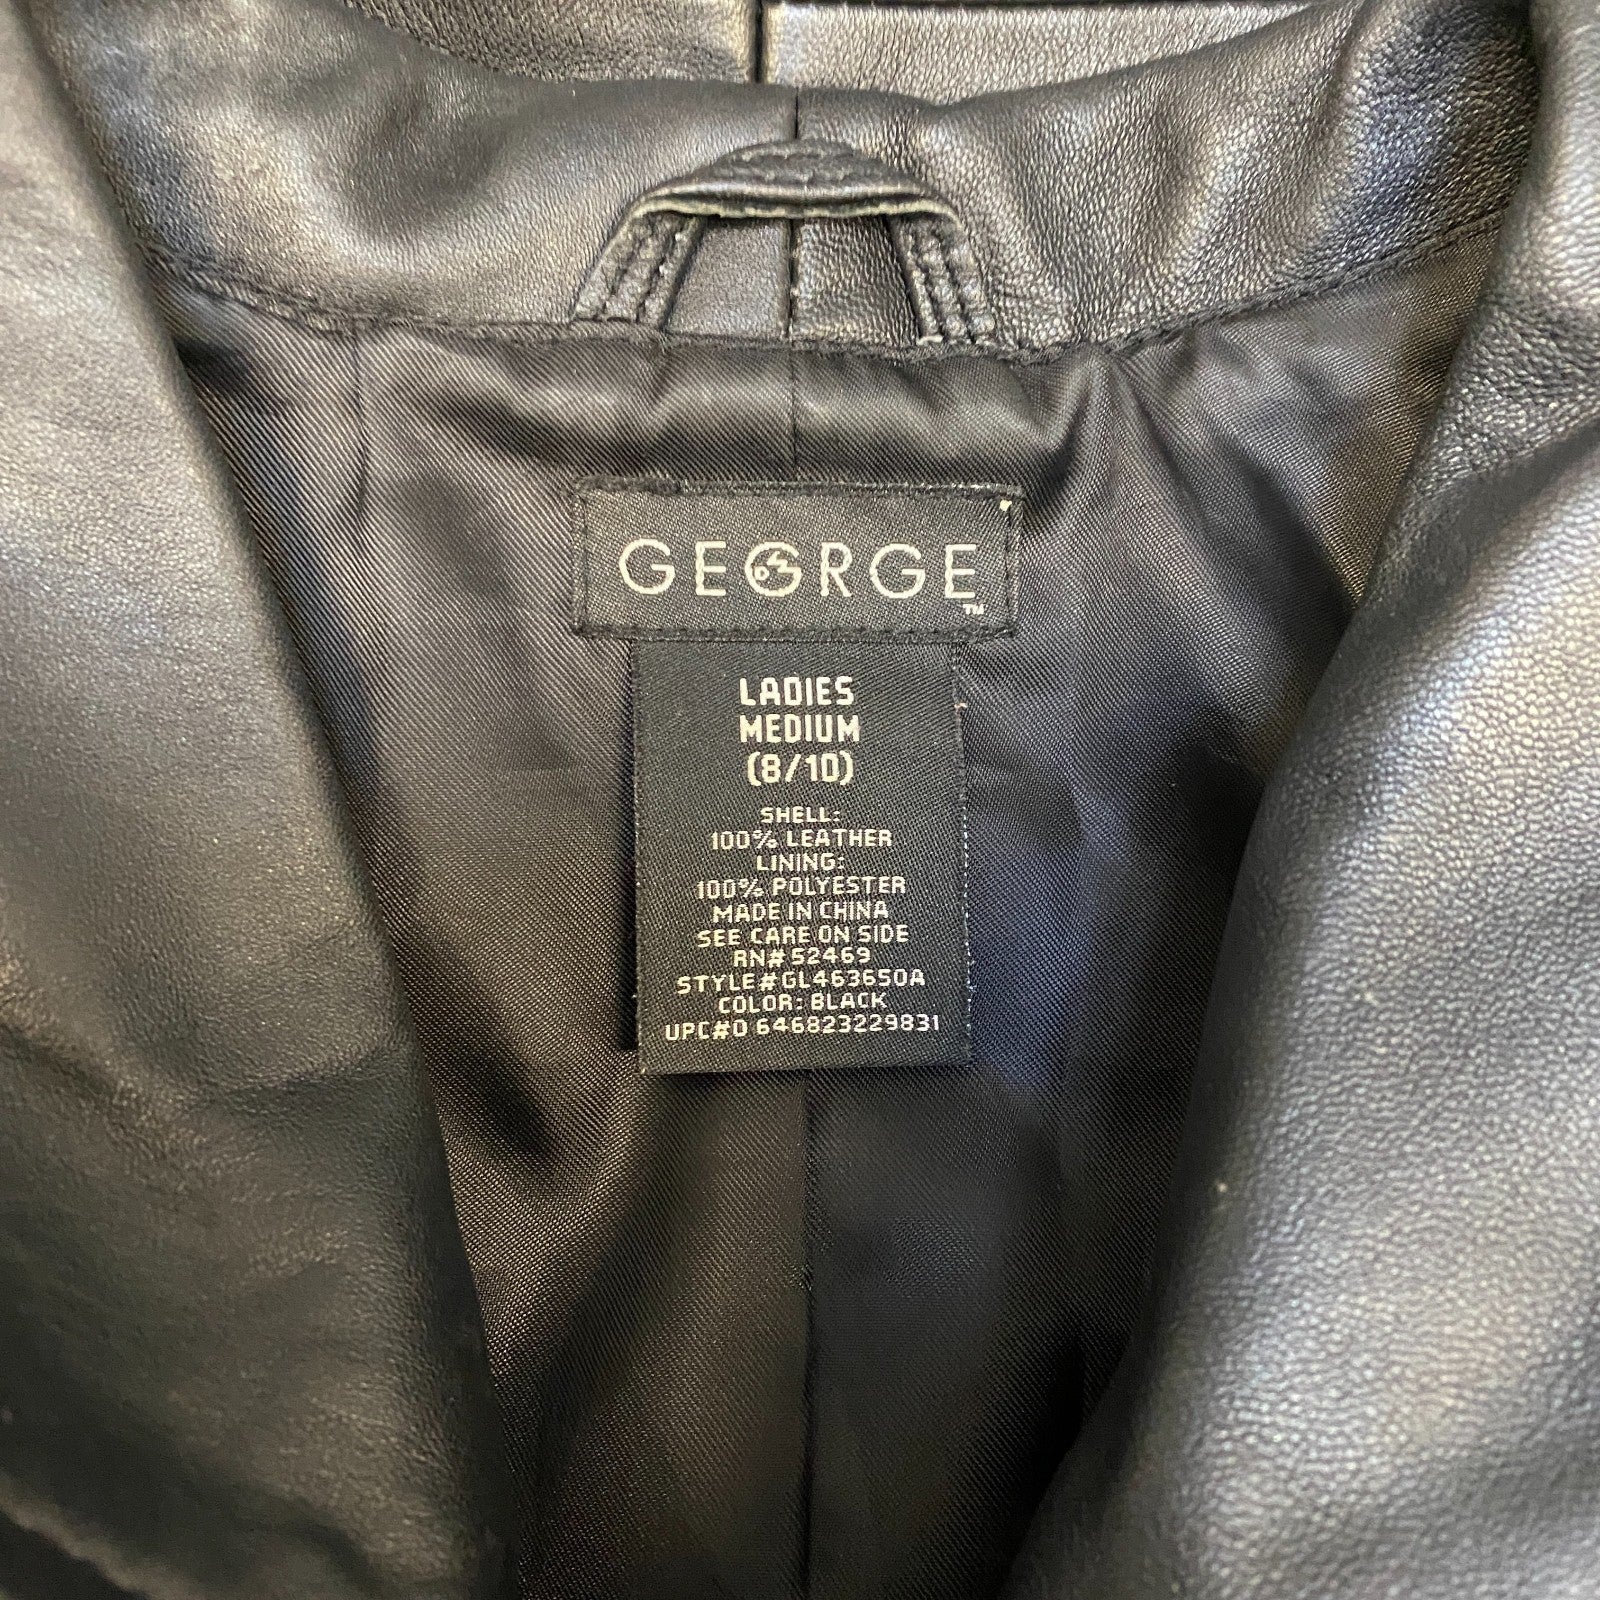 GEORGE™
LADIES
MEDIUM
(8/10)
SHELL:
100% LEATHER
LINING:
100% POLYESTER
MADE IN CHINA
SEE CARE ON SIDE
RN# 52469
STYLE#GL463650A
COLOR: BLACK
UPC#0 646823229831